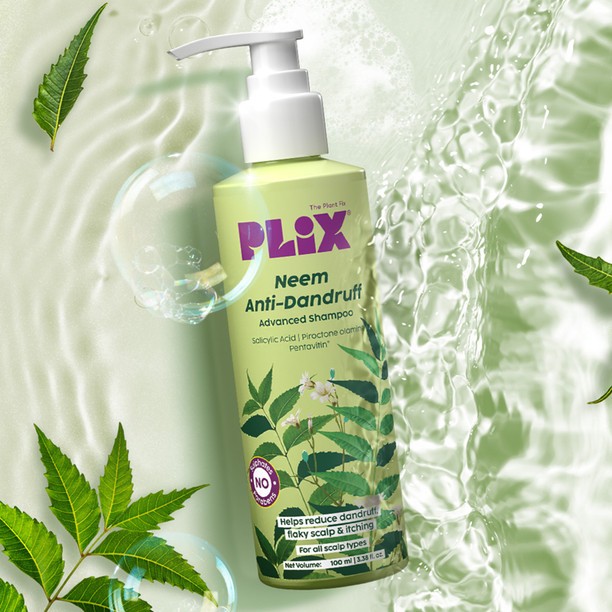 The Plant Fix
PLIX®
Neem
Anti-Dandruff
Advanced Shampoo
Salicylic Acid | Piroctone olamine
Pentavitin®
Sulphates
NO
Parabens
Helps reduce dandruff,
flaky scalp & itching
For all scalp types
Net Volume: 100 ml | 3.38 fl. oz.